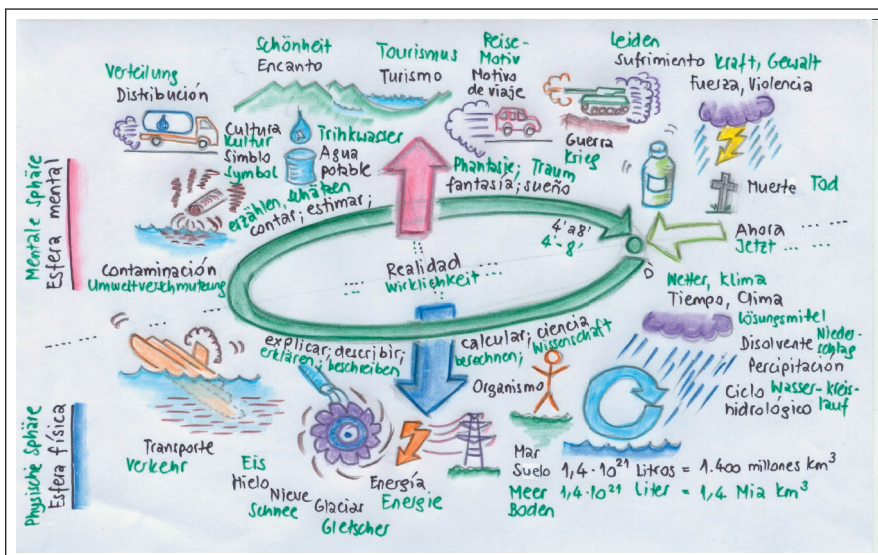 Schönheit
Encanto
Tourismus
Turismo
Reise-
Motiv
Motivo
de viaje
Leiden
Sufrimiento
Kraft, Gewalt
Fuerza, Violencia
Verteilung
Distribución
Cultura
Kultur
Simblo
Symbol
Trinkwasser
Agua
potable
Guerra
Krieg
Phantasie; Traum
fantasía; sueño
Muerte
Tod
erzählen, schätzen
contar; estimar;
4' a 8'
4' - 8'
Ahora
Jetzt
D
Mentale Sphäre
Esfera mental
Contaminación
Umweltverschmutzung
Realidad
Wirklichkeit
Wetter, Klima
Tiempo, Clima
Lösungsmittel
Disolvente
Nieder-
schlag
Percipitación
Ciclo
hidrológico
Wasser-kreis-
lauf
explicar; describir;
erklären; beschreiben
calcular; ciencia
berechnen; Wissenschaft
Organismo
Physische Sphäre
Esfera física
Transporte
Verkehr
Eis
Hielo
Nieve
Schnee
Glaciar
Gletscher
Energía
Energie
Mar
Suelo
Meer
Boden
1,4 · 10²¹ Litros = 1.400 millones km³
1,4 · 10²¹ Liter = 1,4 Mia km³